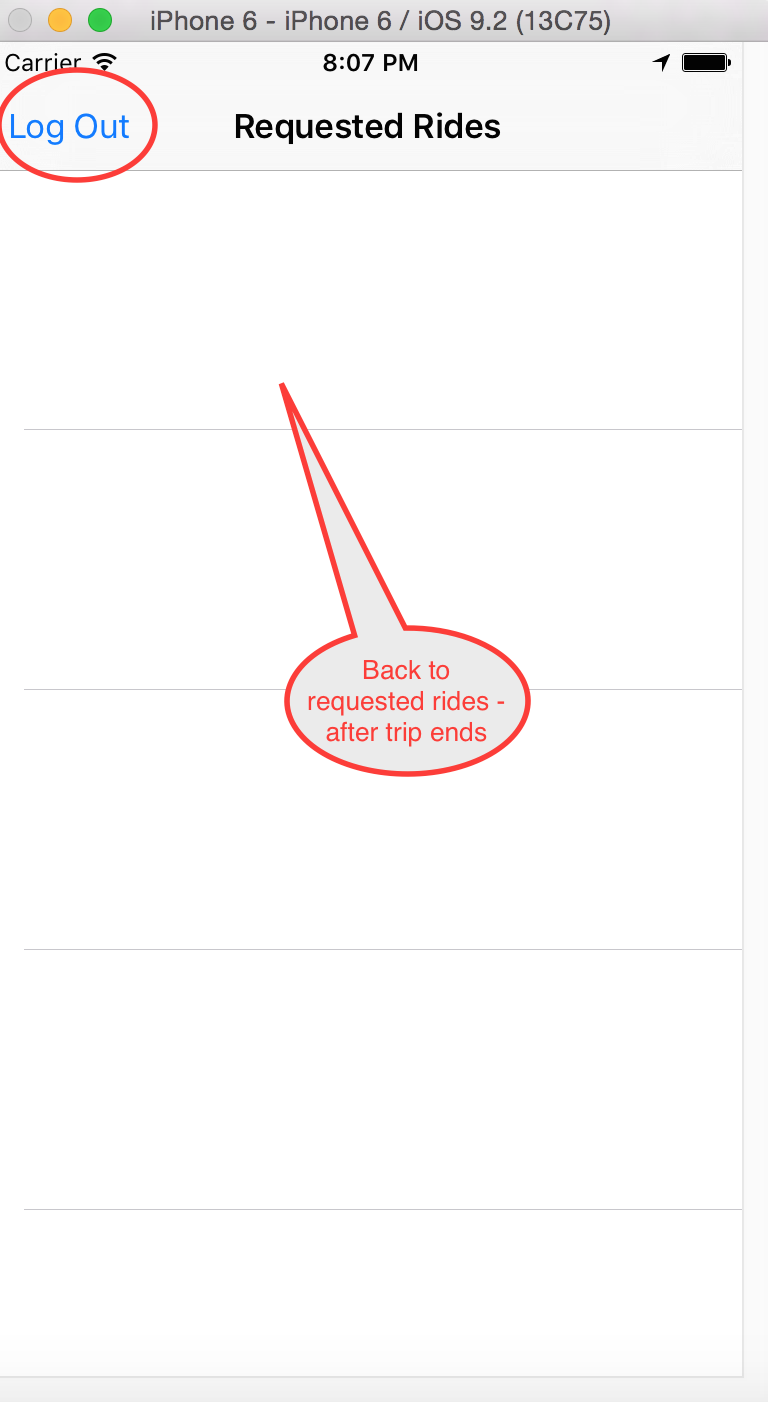 iPhone 6 - iPhone 6 / iOS 9.2 (13C75)
Carrier 8:07 PM
Log Out Requested Rides
Back to
requested rides -
after trip ends